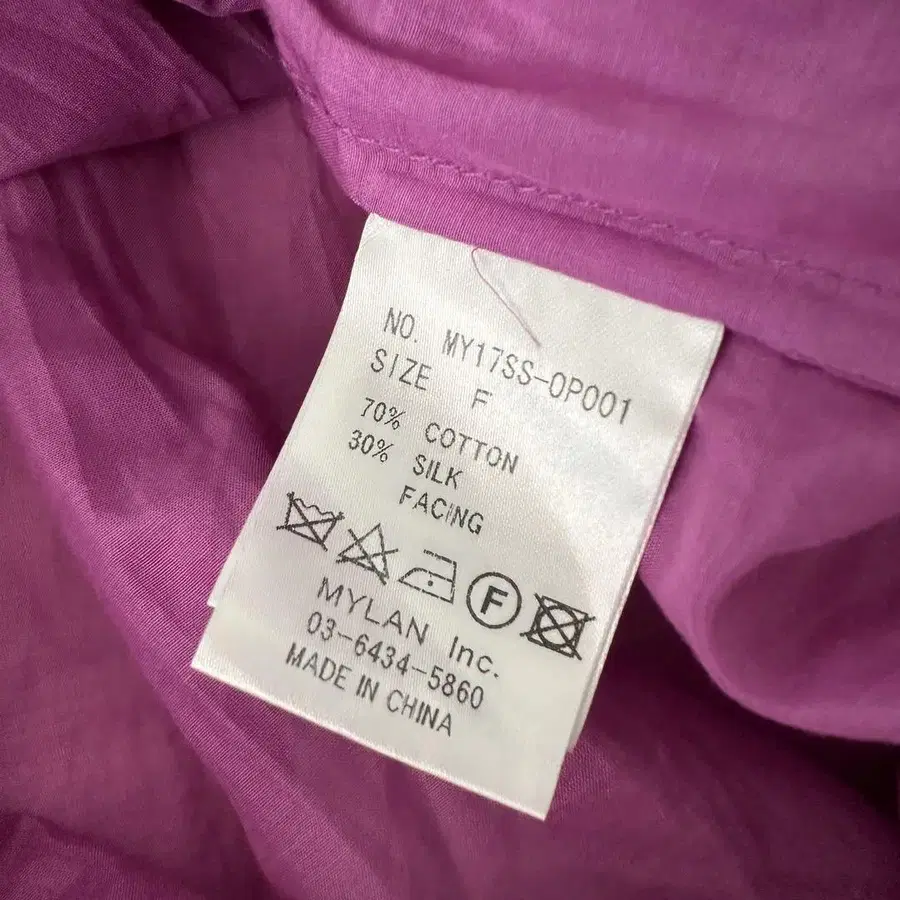 NO. MY17SS-OP001
SIZE F
70% COTTON
30% SILK
FACING
F
MYLAN Inc.
03-6434-5860
MADE IN CHINA